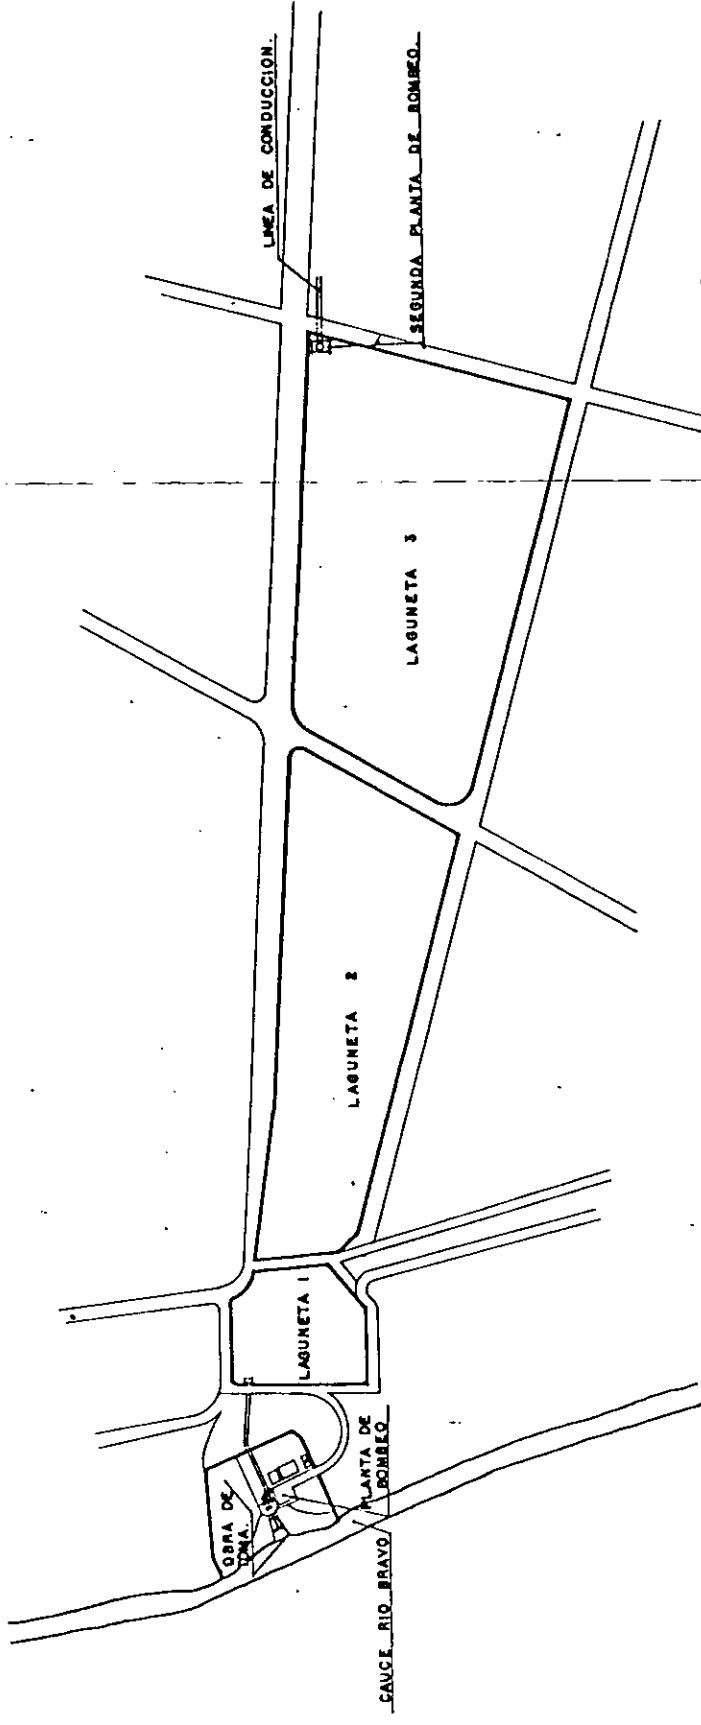 LINEA DE CONDUCCION.
SEGUNDA PLANTA DE BOMBEO.
LAGUNETA 3
LAGUNETA 2
LAGUNETA 1
OBRA DE
TOMA.
PLANTA DE
BOMBEO
CAUCE RIO BRAVO